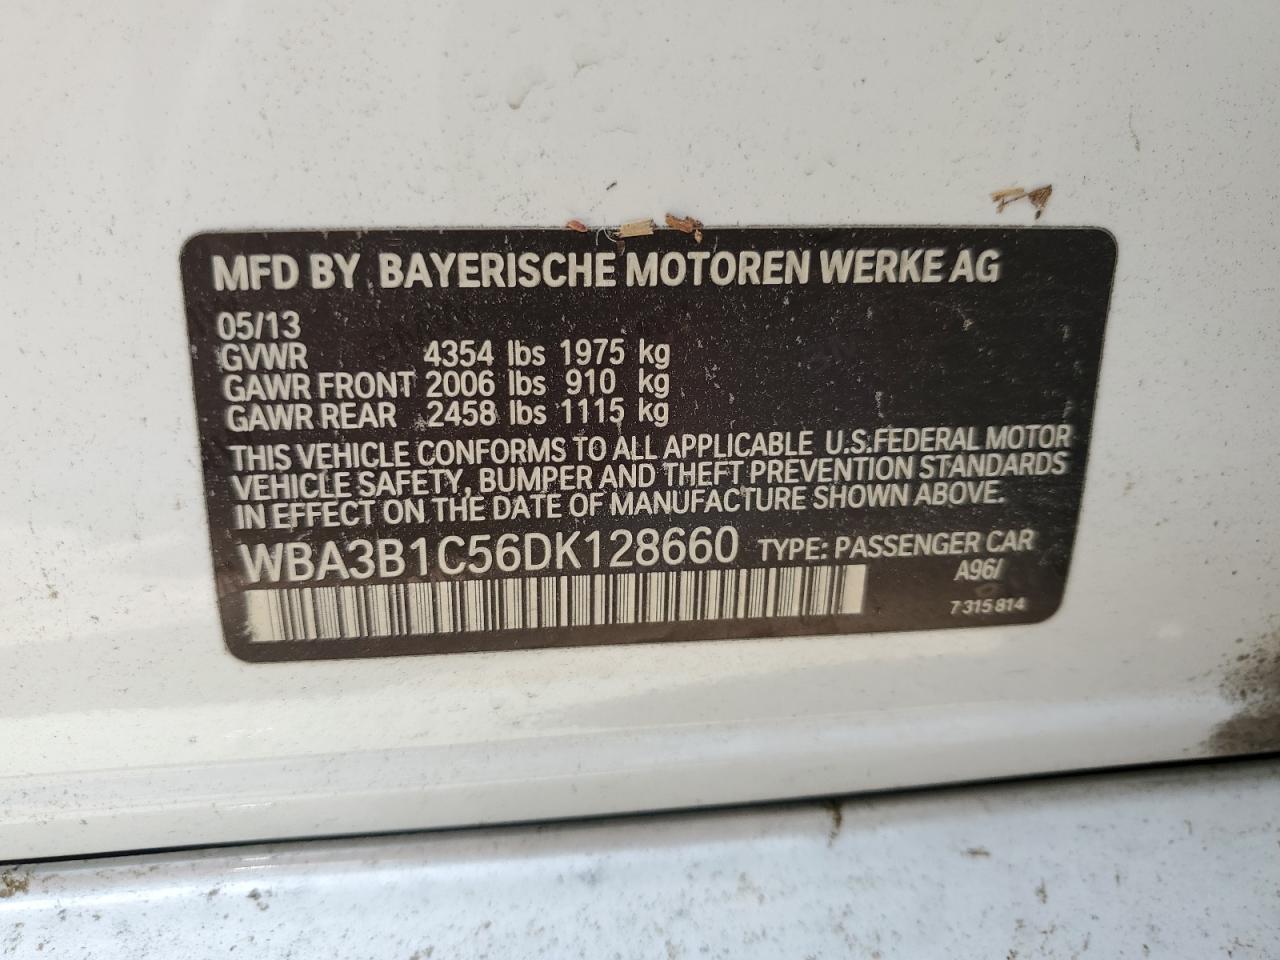 MFD BY BAYERISCHE MOTOREN WERKE AG
05/13
GVWR 4354 lbs 1975 kg
GAWR FRONT 2006 lbs 910 kg
GAWR REAR 2458 lbs 1115 kg
THIS VEHICLE CONFORMS TO ALL APPLICABLE U.S.FEDERAL MOTOR
VEHICLE SAFETY, BUMPER AND THEFT PREVENTION STANDARDS
IN EFFECT ON THE DATE OF MANUFACTURE SHOWN ABOVE.
WBA3B1C56DK128660 TYPE: PASSENGER CAR
A96/
7 315 814